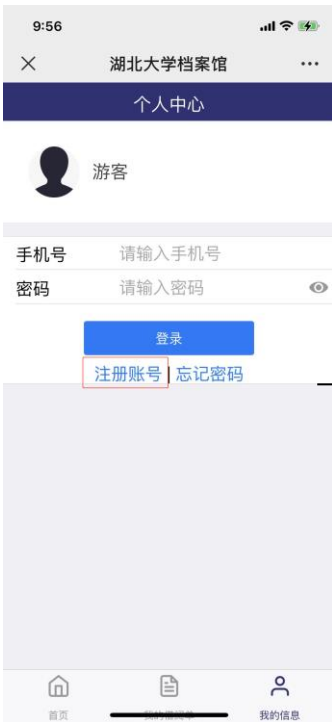 9:56
湖北大学档案馆
个人中心
游客
手机号 请输入手机号
密码 请输入密码
登录
注册账号 | 忘记密码
首页 我的信息